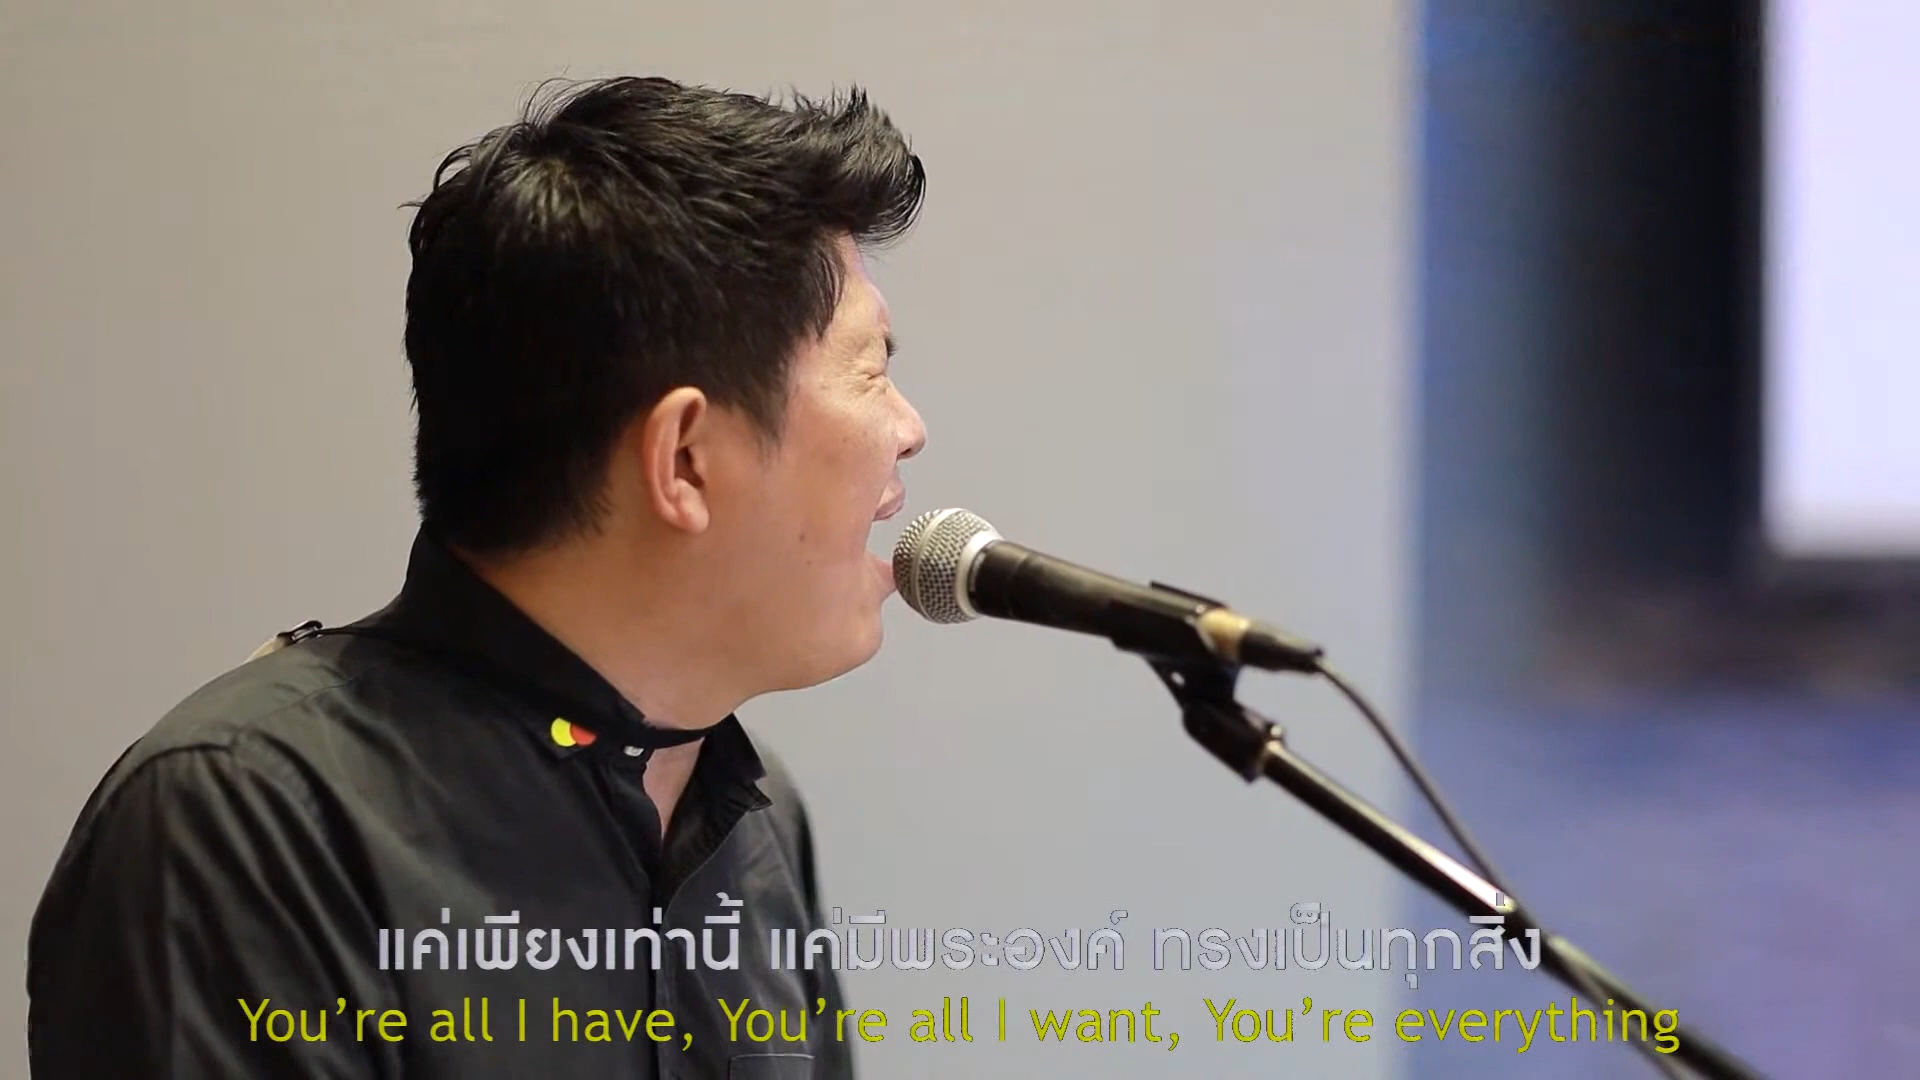 แค่เพียงเท่านี้ แค่มีพระองค์ ทรงเป็นทุกสิ่ง
You’re all I have, You’re all I want, You’re everything